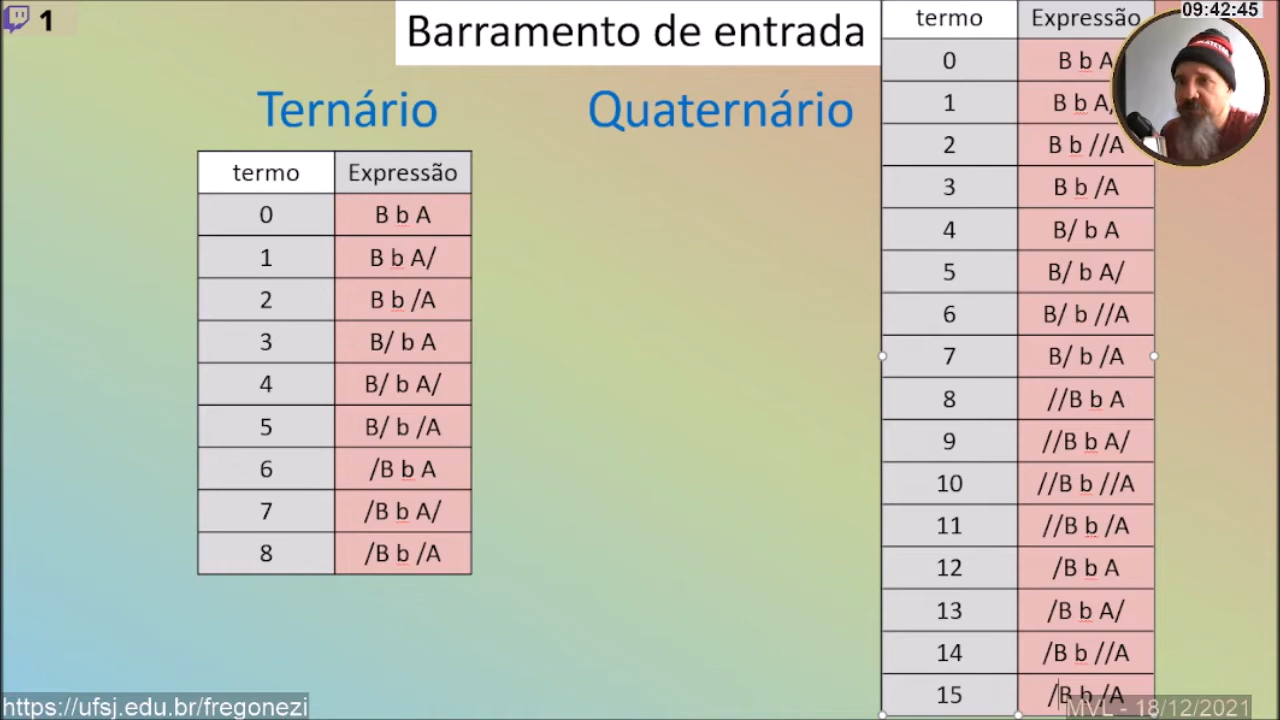 1
Barramento de entrada
09:42:45
Ternário
Quaternário
termo Expressão
0 B b A
1 B b A/
2 B b /A
3 B/ b A
4 B/ b A/
5 B/ b /A
6 /B b A
7 /B b A/
8 /B b /A
termo Expressão
0 B b A
1 B b A/
2 B b //A
3 B b /A
4 B/ b A
5 B/ b A/
6 B/ b //A
7 B/ b /A
8 //B b A
9 //B b A/
10 //B b //A
11 //B b /A
12 /B b A
13 /B b A/
14 /B b //A
15 /B b /A
https://ufsj.edu.br/fregonezi
MVL - 18/12/2021